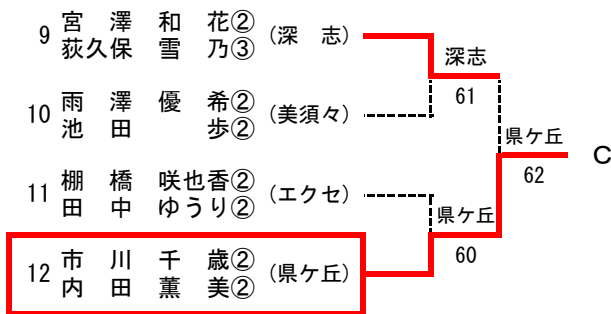 9 宮澤和花② (深志)
荻久保雪乃③
深志
61
10 雨澤優希② (美須々)
池田歩②
県ケ丘
62
C
11 棚橋咲也香② (エクセ)
田中ゆうり②
県ケ丘
60
12 市川千歳② (県ケ丘)
内田薫美②